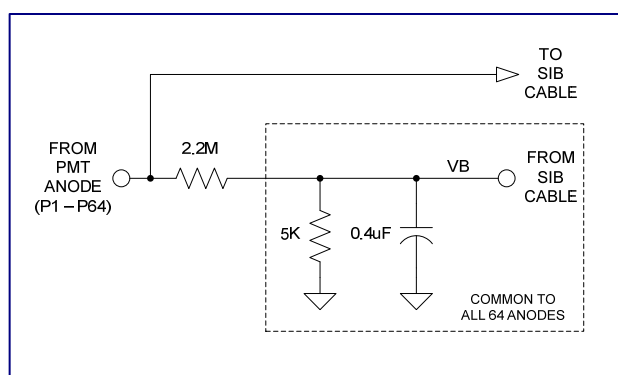 TO
SIB
CABLE
FROM
PMT
ANODE
(P1 – P64)
2.2M
VB
FROM
SIB
CABLE
5K
0.4uF
COMMON TO
ALL 64 ANODES